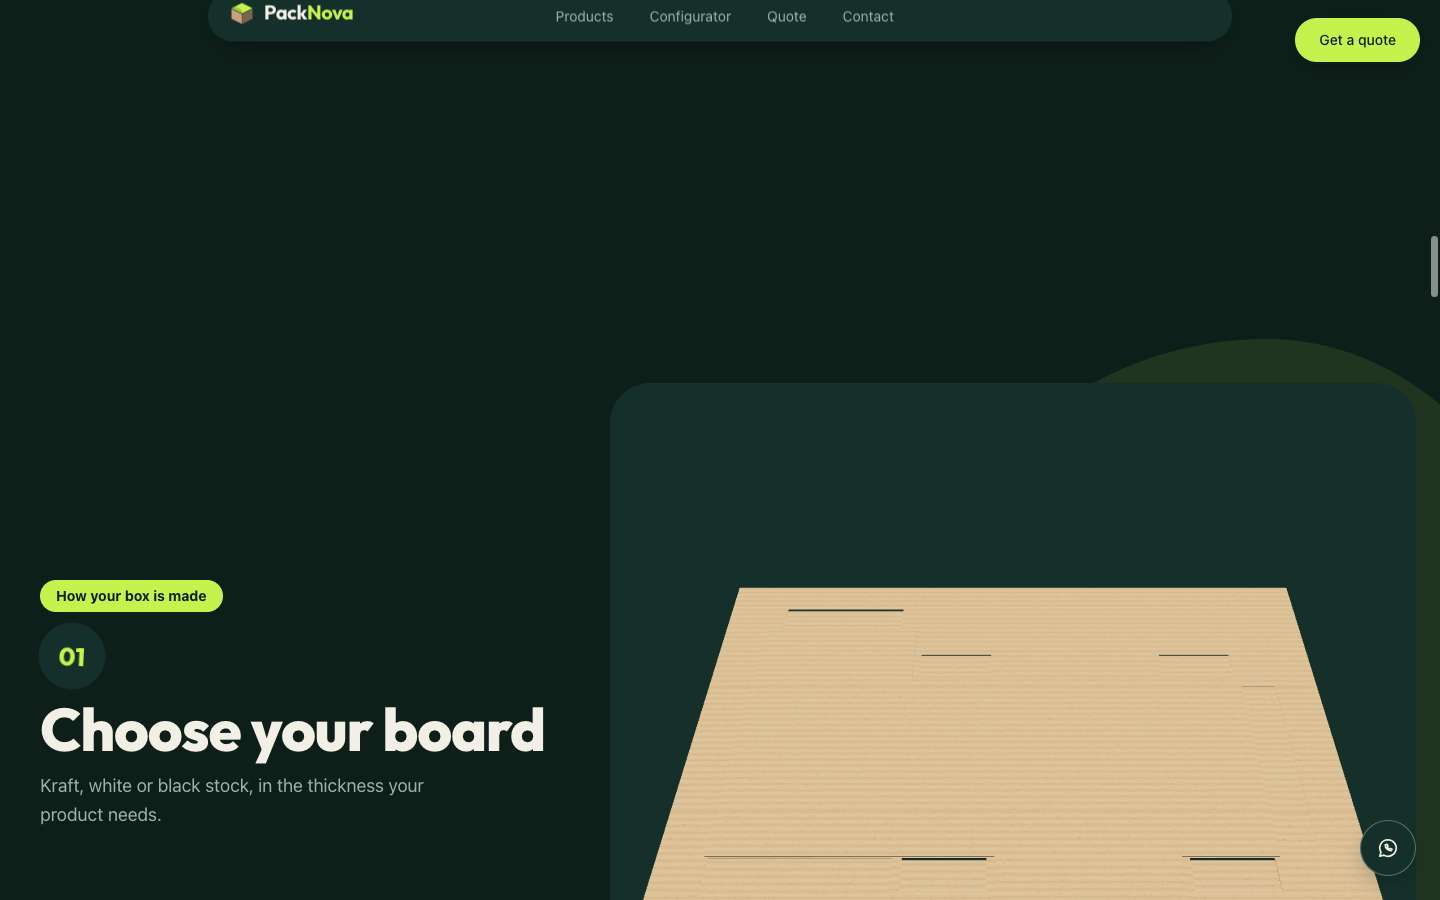 PackNova
Products
Configurator
Quote
Contact
Get a quote
How your box is made
01
Choose your board
Kraft, white or black stock, in the thickness your
product needs.